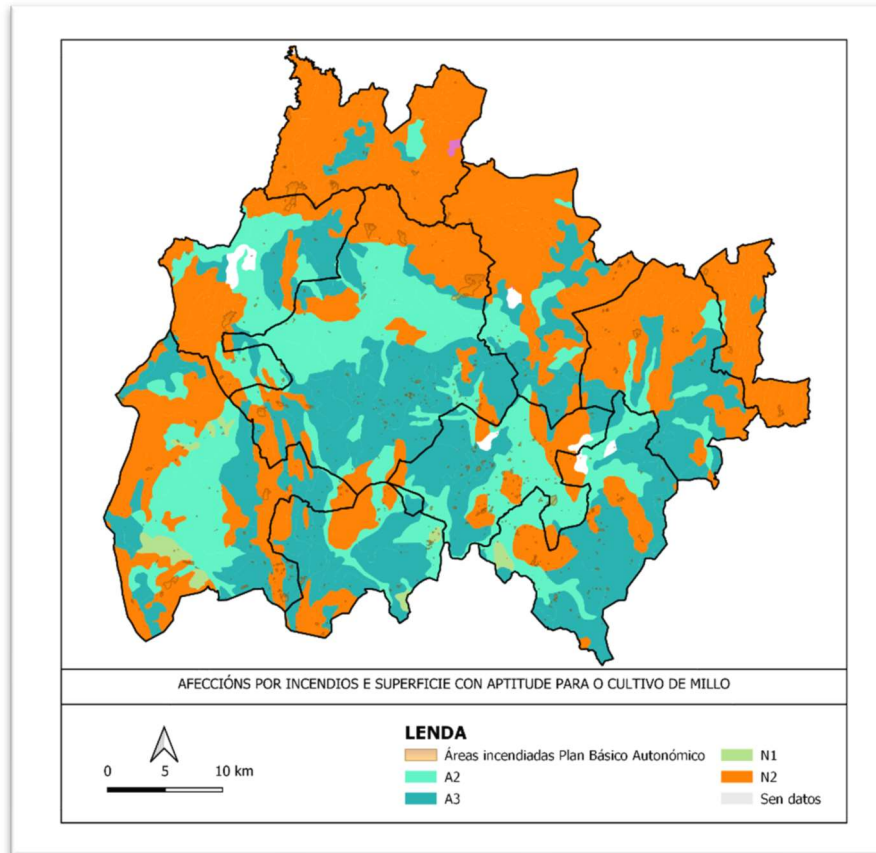 AFECCIÓNS POR INCENDIOS E SUPERFICIE CON APTITUDE PARA O CULTIVO DE MILLO
LENDA
0 5 10 km
Áreas incendiadas Plan Básico Autonómico
A2
A3
N1
N2
Sen datos